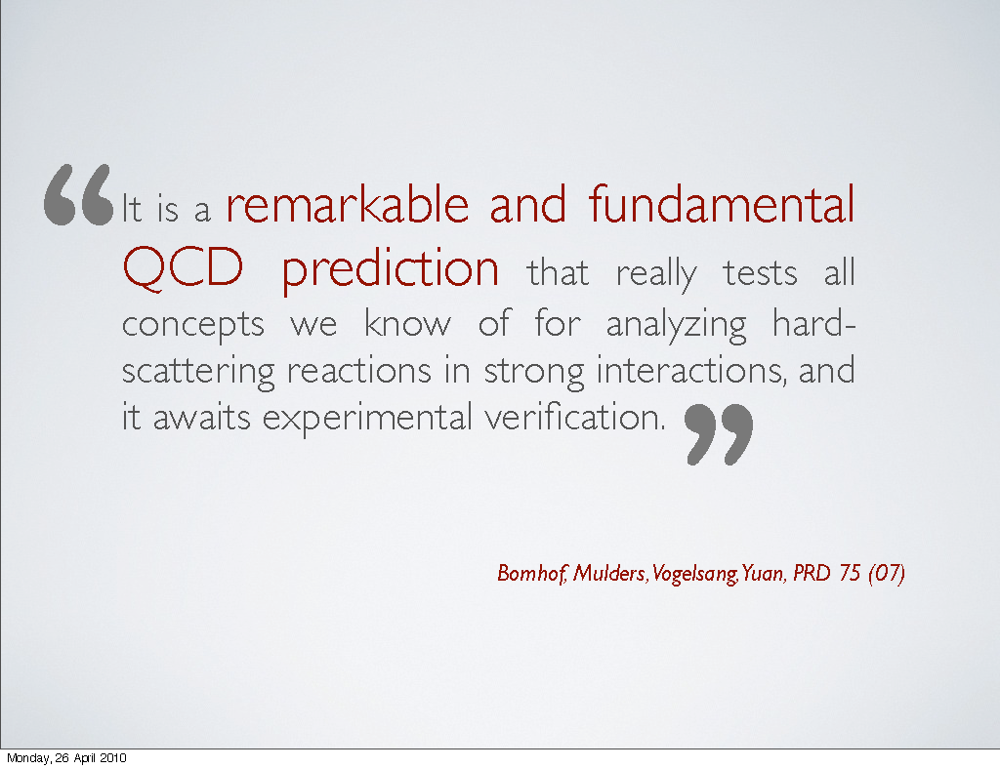 “It is a remarkable and fundamental
QCD prediction that really tests all
concepts we know of for analyzing hard-
scattering reactions in strong interactions, and
it awaits experimental verification.”
Bomhof, Mulders, Vogelsang, Yuan, PRD 75 (07)
Monday, 26 April 2010